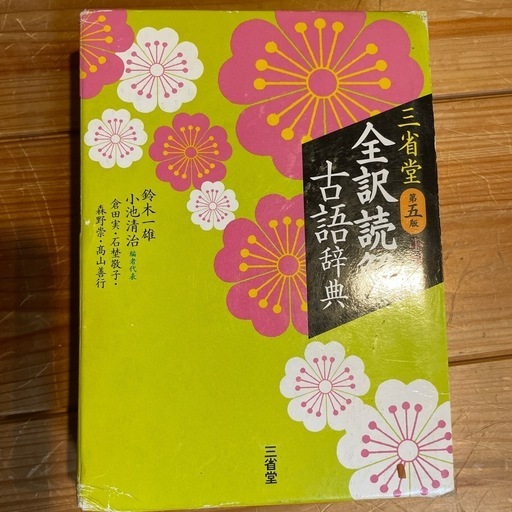 三省堂
第五版
全訳読解
古語辞典
鈴木一雄
小池清治 編者代表
倉田実・石埜敬子・
森野崇・高山善行
三省堂